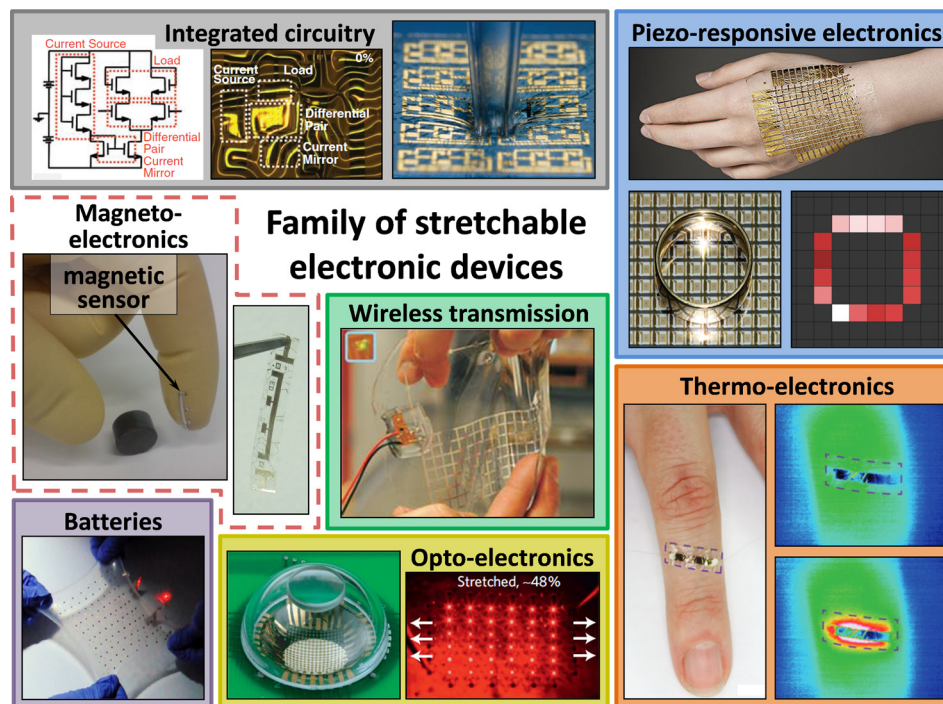 Integrated circuitry
Current Source
Load
Differential
Pair
Current
Mirror
0%
Current
Source
Load
Differential
Pair
Current
Mirror
Piezo-responsive electronics
Magneto-
electronics
magnetic
sensor
Family of stretchable
electronic devices
Wireless transmission
Thermo-electronics
Batteries
Opto-electronics
Stretched, ~48%